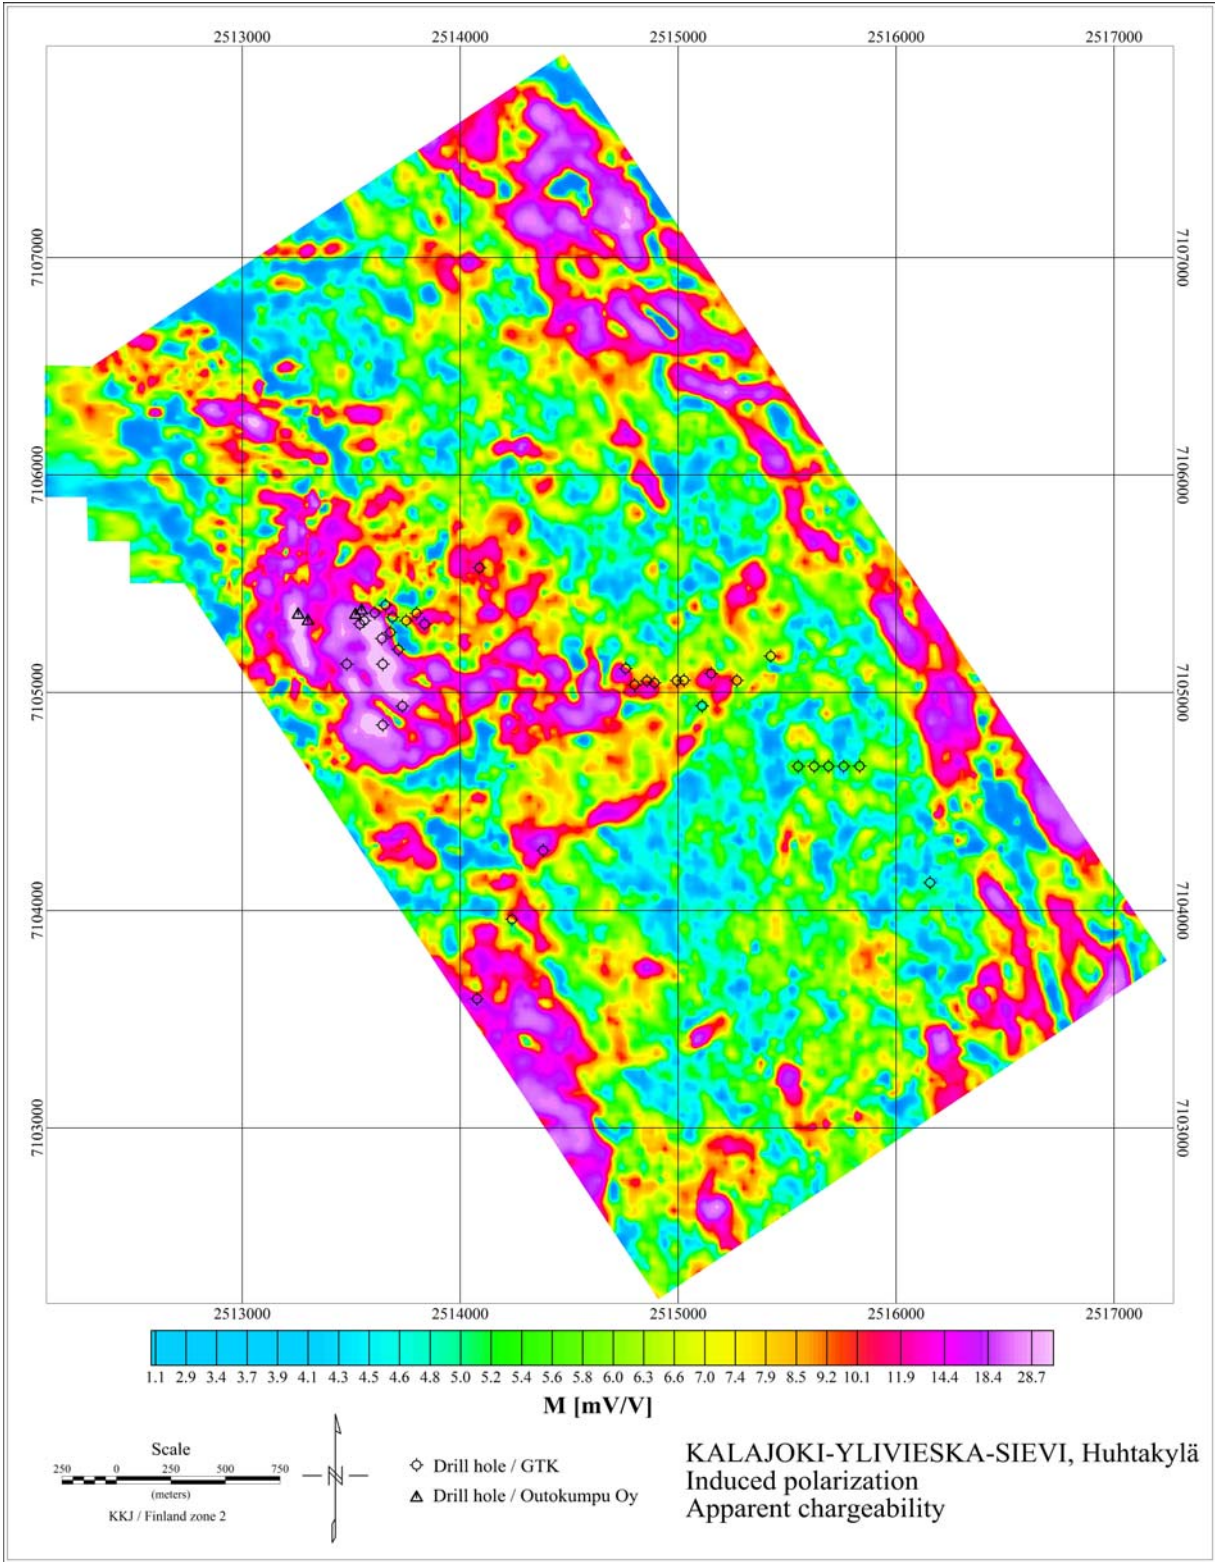 2513000 2514000 2515000 2516000 2517000
7107000 7107000
7106000 7106000
7105000 7105000
7104000 7104000
7103000 7103000
2513000 2514000 2515000 2516000 2517000
1.1 2.9 3.4 3.7 3.9 4.1 4.3 4.5 4.6 4.8 5.0 5.2 5.4 5.6 5.8 6.0 6.3 6.6 7.0 7.4 7.9 8.5 9.2 10.1 11.9 14.4 18.4 28.7
M [mV/V]
Scale
250 0 250 500 750
(meters)
KKJ / Finland zone 2
N
Drill hole / GTK
Drill hole / Outokumpu Oy
KALAJOKI-YLIVIESKA-SIEVI, Huhtakylä
Induced polarization
Apparent chargeability